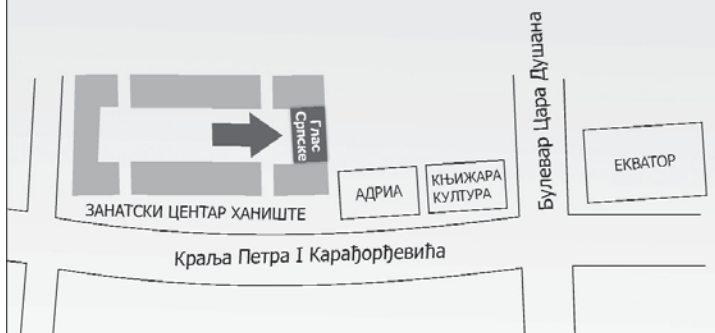 Глас
Српске
ЗАНАТСКИ ЦЕНТАР ХАНИШТЕ
АДРИА
КЊИЖАРА
КУЛТУРА
Булевар Цара Душана
ЕКВАТОР
Краља Петра I Карађорђевића